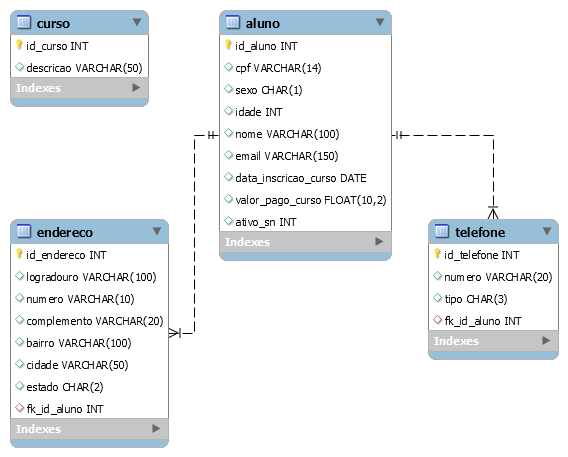 curso
id_curso INT
descricao VARCHAR(50)
Indexes
aluno
id_aluno INT
cpf VARCHAR(14)
sexo CHAR(1)
idade INT
nome VARCHAR(100)
email VARCHAR(150)
data_inscricao_curso DATE
valor_pago_curso FLOAT(10,2)
ativo_sn INT
Indexes
endereco
id_endereco INT
logradouro VARCHAR(100)
numero VARCHAR(10)
complemento VARCHAR(20)
bairro VARCHAR(100)
cidade VARCHAR(50)
estado CHAR(2)
fk_id_aluno INT
Indexes
telefone
id_telefone INT
numero VARCHAR(20)
tipo CHAR(3)
fk_id_aluno INT
Indexes